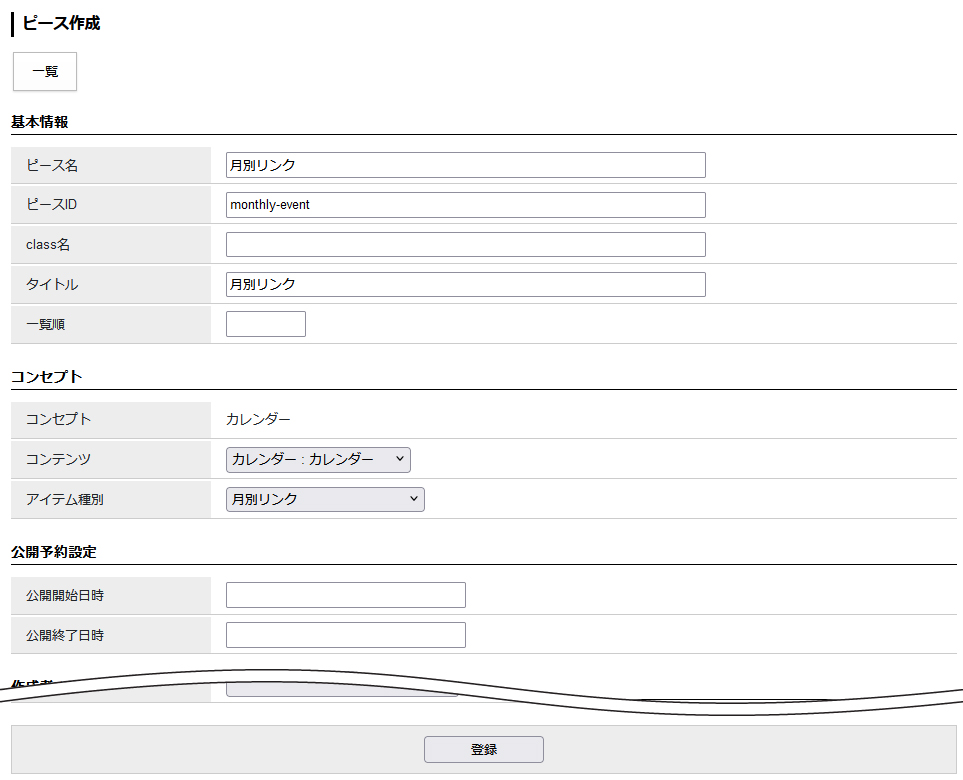 ピース作成
一覧
基本情報
ピース名 月別リンク
ピースID monthly-event
class名
タイトル 月別リンク
一覧順
コンセプト
コンセプト カレンダー
コンテンツ カレンダー : カレンダー
アイテム種別 月別リンク
公開予約設定
公開開始日時
公開終了日時
登録